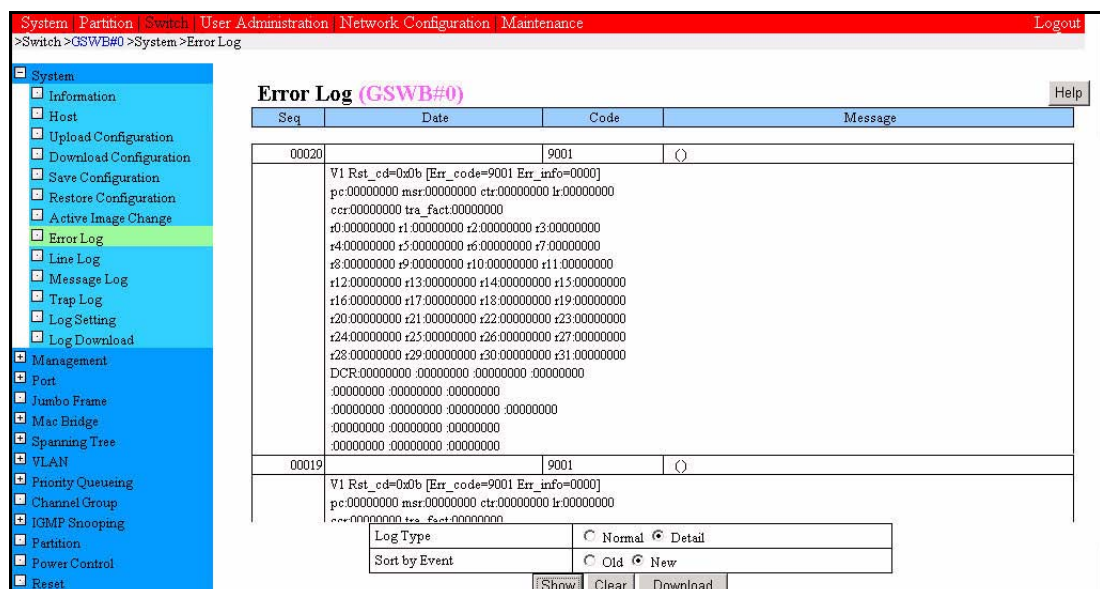 System | Partition | Switch | User Administration | Network Configuration | Maintenance Logout
>Switch >GSWB#0 >System >Error Log
System
Information
Host
Upload Configuration
Download Configuration
Save Configuration
Restore Configuration
Active Image Change
Error Log
Line Log
Message Log
Trap Log
Log Setting
Log Download
Management
Port
Jumbo Frame
Mac Bridge
Spanning Tree
VLAN
Priority Queueing
Channel Group
IGMP Snooping
Partition
Power Control
Reset
Error Log (GSWB#0)
Help
Seq Date Code Message
00020 9001 ()
V1 Rst_cd=0x0b [Err_code=9001 Err_info=0000]
pc:00000000 msr:00000000 ctr:00000000 lr:00000000
ccr:00000000 tra_fact:00000000
r0:00000000 r1:00000000 r2:00000000 r3:00000000
r4:00000000 r5:00000000 r6:00000000 r7:00000000
r8:00000000 r9:00000000 r10:00000000 r11:00000000
r12:00000000 r13:00000000 r14:00000000 r15:00000000
r16:00000000 r17:00000000 r18:00000000 r19:00000000
r20:00000000 r21:00000000 r22:00000000 r23:00000000
r24:00000000 r25:00000000 r26:00000000 r27:00000000
r28:00000000 r29:00000000 r30:00000000 r31:00000000
DCR:00000000 :00000000 :00000000 :00000000
:00000000 :00000000 :00000000
:00000000 :00000000 :00000000 :00000000
:00000000 :00000000 :00000000
:00000000 :00000000 :00000000
00019 9001 ()
V1 Rst_cd=0x0b [Err_code=9001 Err_info=0000]
pc:00000000 msr:00000000 ctr:00000000 lr:00000000
ccr:00000000 tra_fact:00000000
Log Type Normal Detail
Sort by Event Old New
Show Clear Download